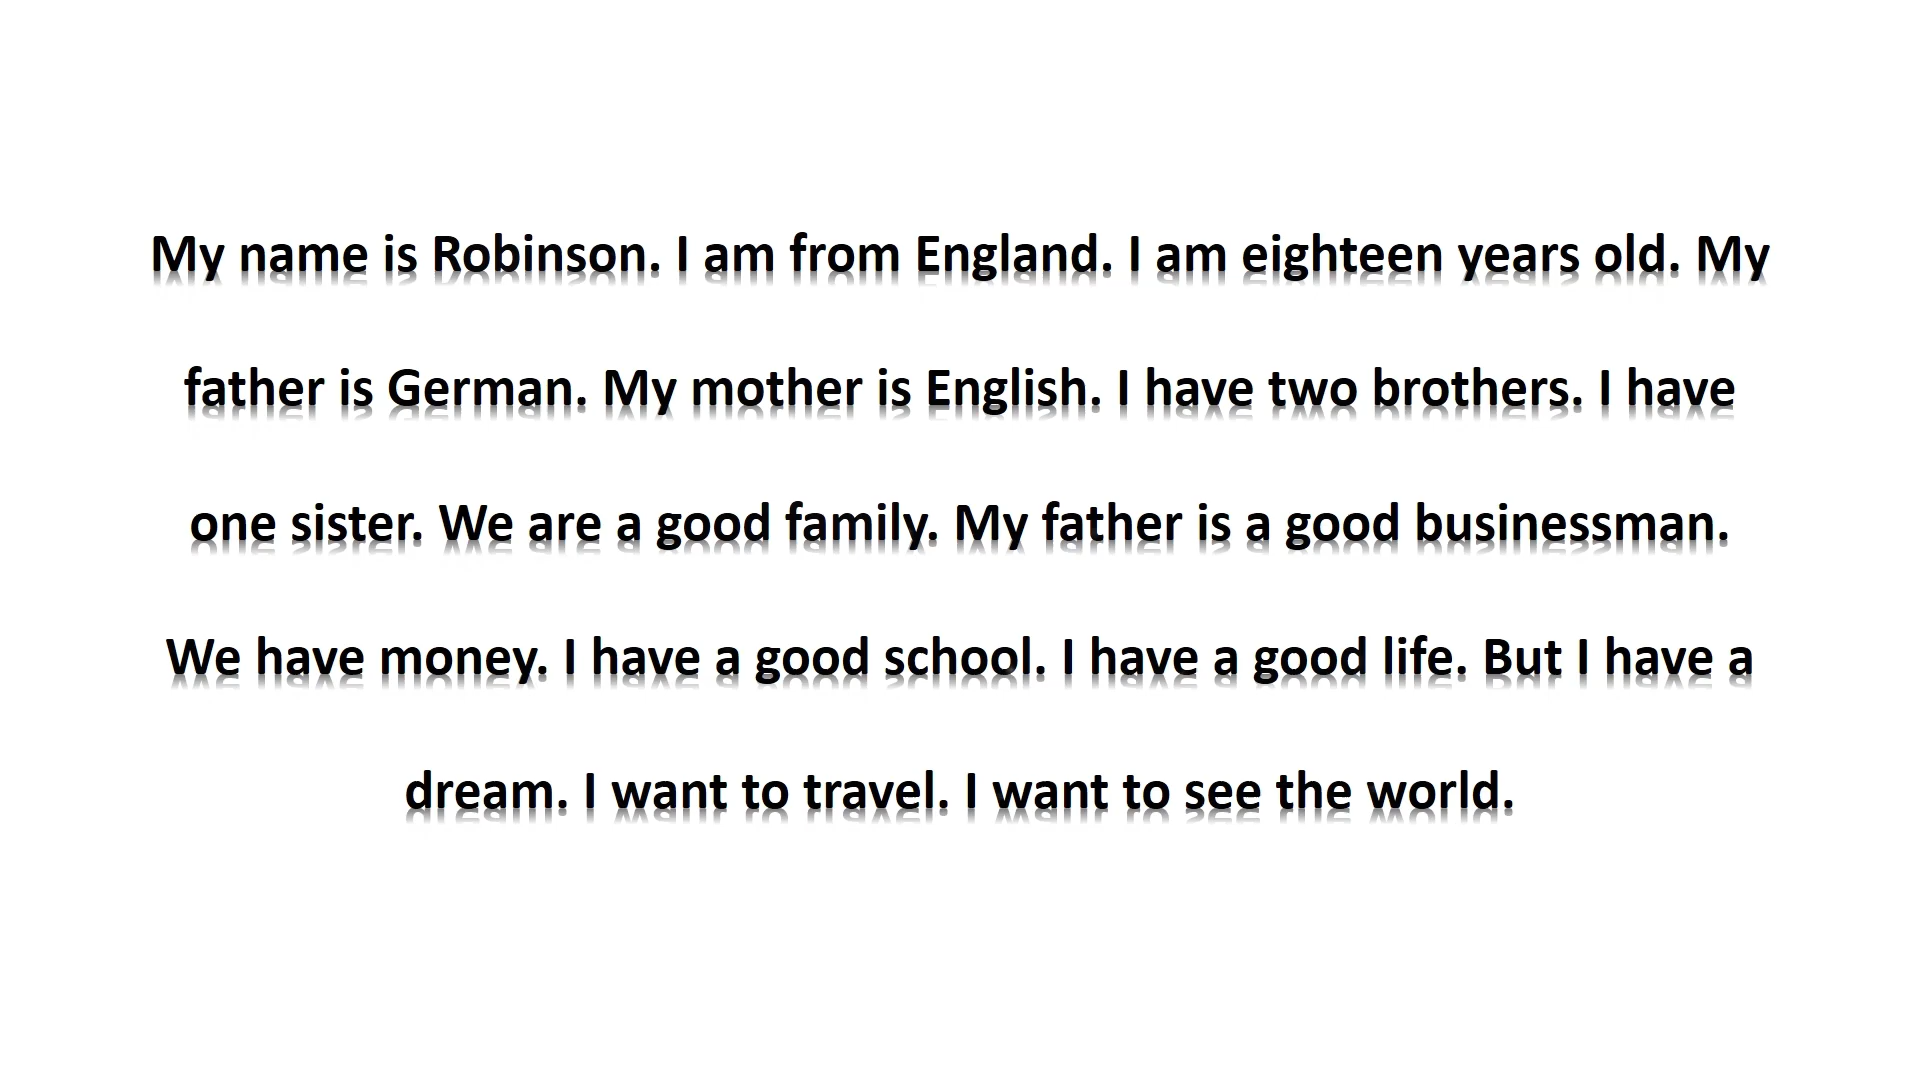 My name is Robinson. I am from England. I am eighteen years old. My
father is German. My mother is English. I have two brothers. I have
one sister. We are a good family. My father is a good businessman.
We have money. I have a good school. I have a good life. But I have a
dream. I want to travel. I want to see the world.